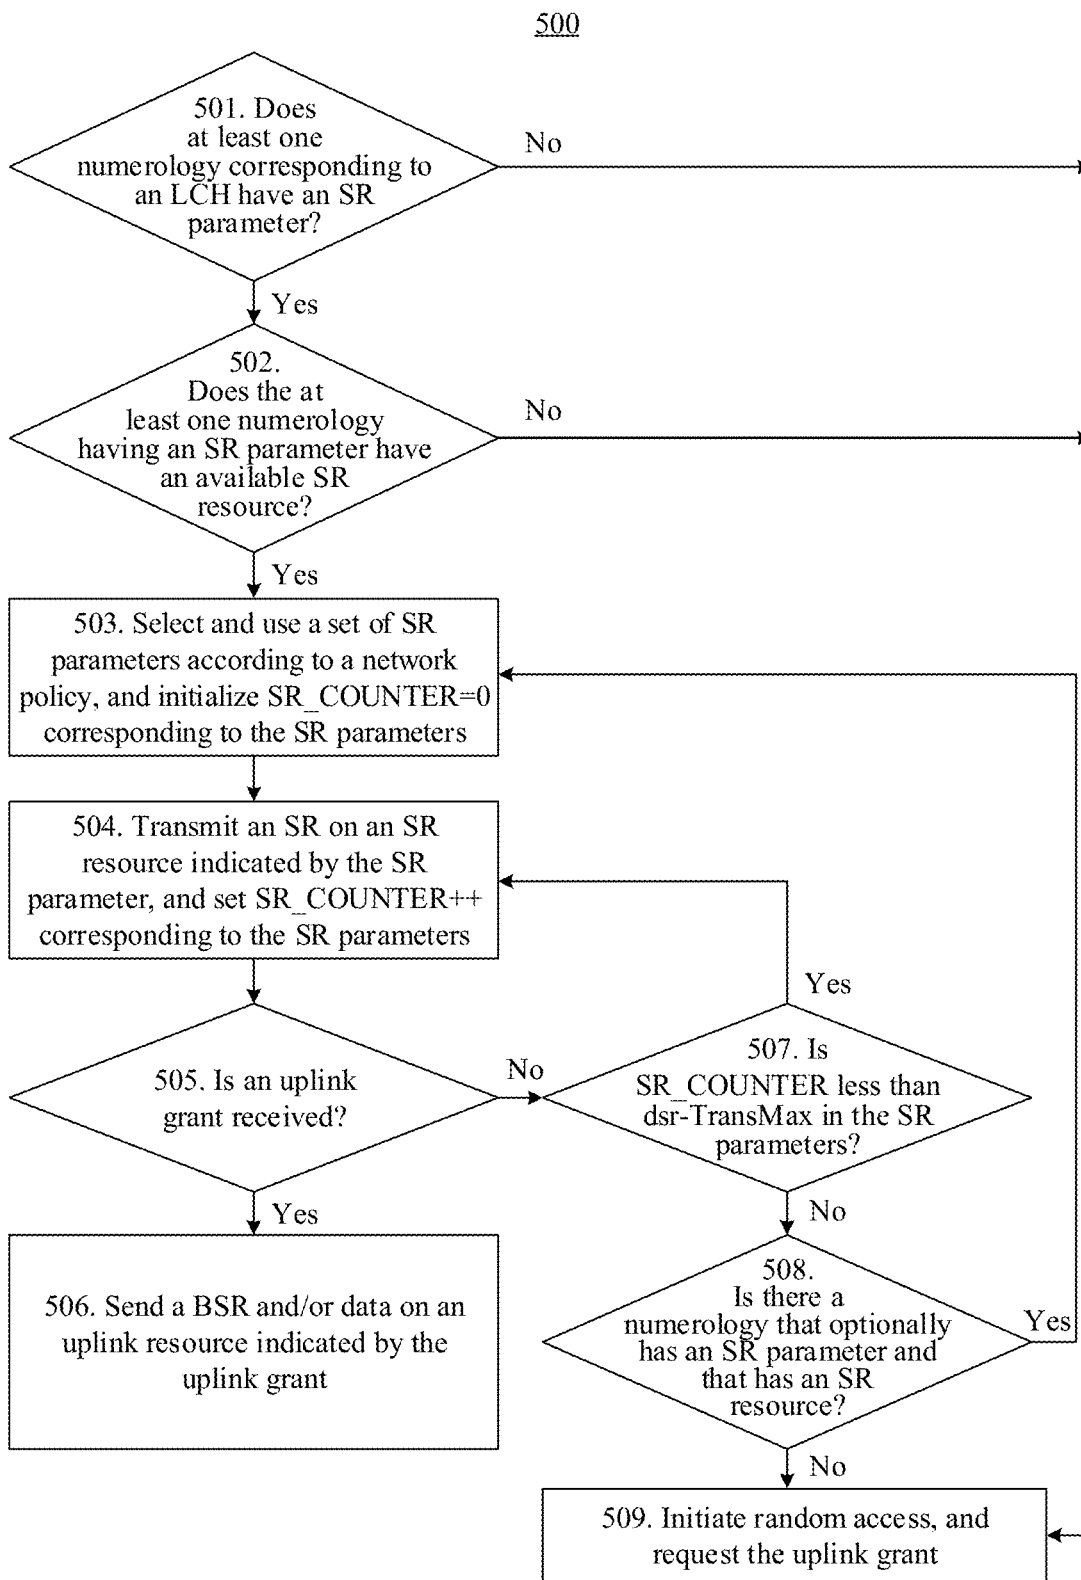 500
501. Does
at least one
numerology corresponding to
an LCH have an SR
parameter?
No
Yes
502.
Does the at
least one numerology
having an SR parameter have
an available SR
resource?
No
Yes
503. Select and use a set of SR
parameters according to a network
policy, and initialize SR_COUNTER=0
corresponding to the SR parameters
504. Transmit an SR on an SR
resource indicated by the SR
parameter, and set SR_COUNTER++
corresponding to the SR parameters
Yes
505. Is an uplink
grant received?
No
507. Is
SR_COUNTER less than
dsr-TransMax in the SR
parameters?
Yes
No
506. Send a BSR and/or data on an
uplink resource indicated by the
uplink grant
508.
Is there a
numerology that optionally
has an SR parameter and
that has an SR
resource?
Yes
No
509. Initiate random access, and
request the uplink grant